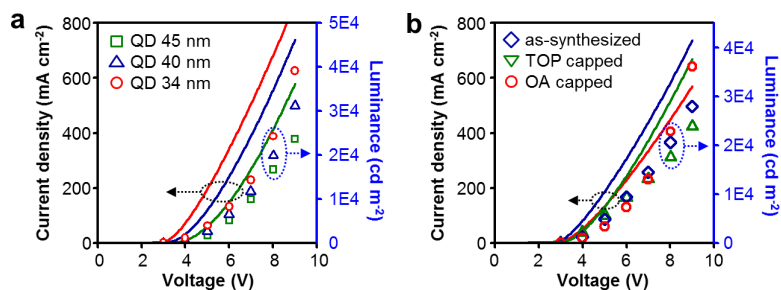 a
800
600
400
200
0
Current density (mA cm-2)
QD 45 nm
QD 40 nm
QD 34 nm
5E4
4E4
3E4
2E4
1E4
0
Luminance (cd m-2)
0 2 4 6 8 10
Voltage (V)
b
800
600
400
200
0
Current density (mA cm-2)
as-synthesized
TOP capped
OA capped
4E4
3E4
2E4
1E4
0
Luminance (cd m-2)
0 2 4 6 8 10
Voltage (V)